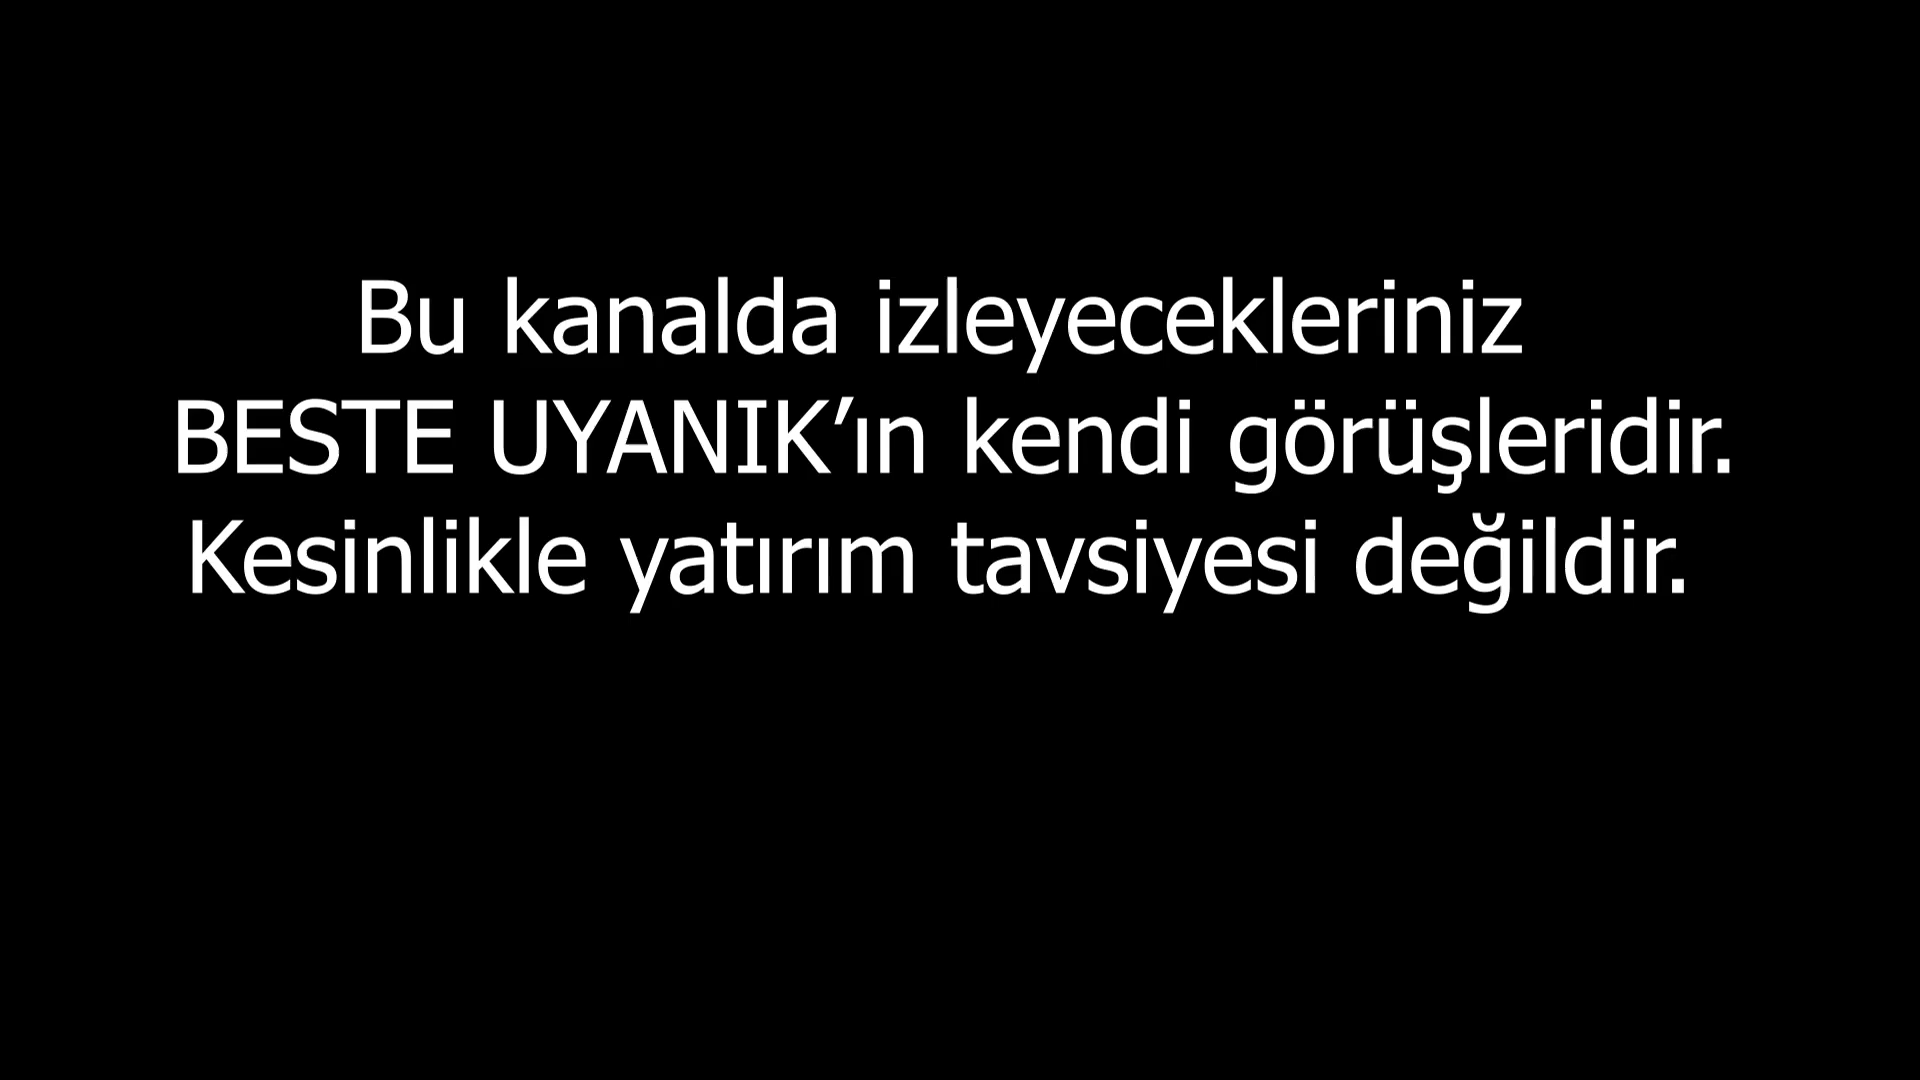 Bu kanalda izleyecekleriniz
BESTE UYANIK’ın kendi görüşleridir.
Kesinlikle yatırım tavsiyesi değildir.